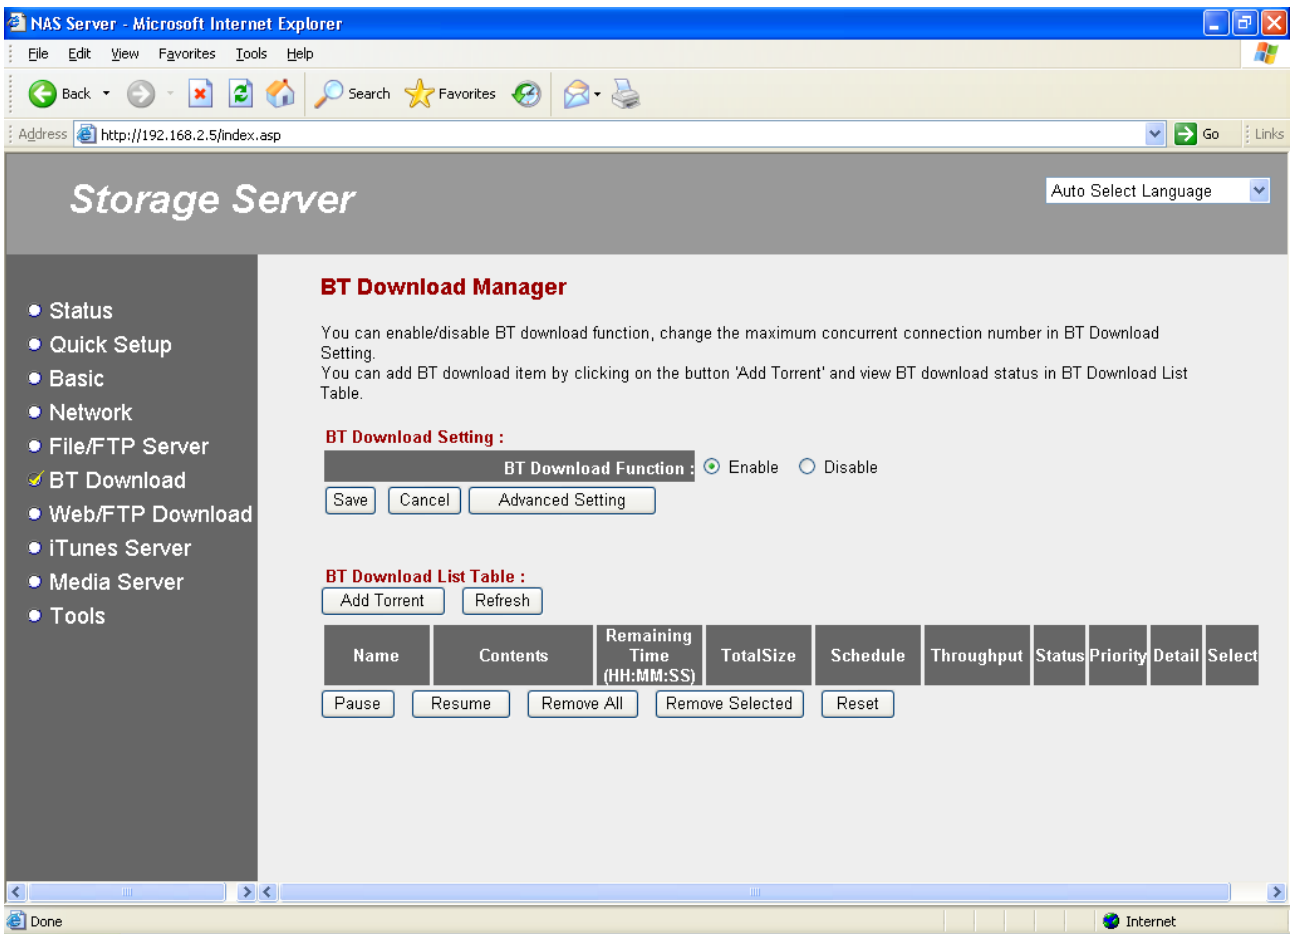 NAS Server - Microsoft Internet Explorer
File Edit View Favorites Tools Help
Back Search Favorites
Address http://192.168.2.5/index.asp Go Links
Storage Server
Auto Select Language
Status
Quick Setup
Basic
Network
File/FTP Server
BT Download
Web/FTP Download
iTunes Server
Media Server
Tools
BT Download Manager
You can enable/disable BT download function, change the maximum concurrent connection number in BT Download
Setting.
You can add BT download item by clicking on the button 'Add Torrent' and view BT download status in BT Download List
Table.
BT Download Setting :
BT Download Function : Enable Disable
Save Cancel Advanced Setting
BT Download List Table :
Add Torrent Refresh
Name Contents Remaining Time (HH:MM:SS) TotalSize Schedule Throughput Status Priority Detail Select
Pause Resume Remove All Remove Selected Reset
Done Internet